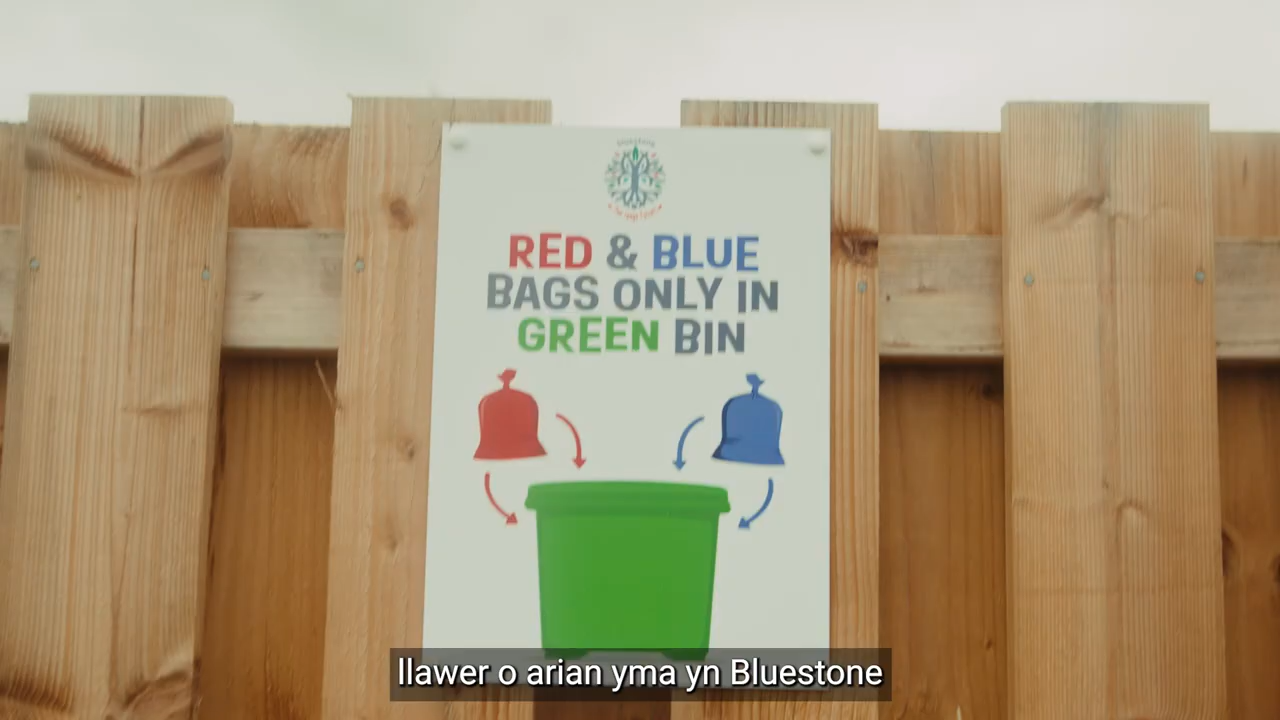 RED & BLUE
BAGS ONLY IN
GREEN BIN
llawer o arian yma yn Bluestone